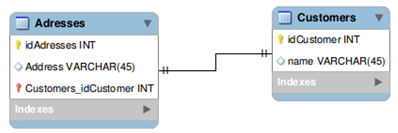 Adresses
idAdresses INT
Address VARCHAR(45)
Customers_idCustomer INT
Indexes
Customers
idCustomer INT
name VARCHAR(45)
Indexes